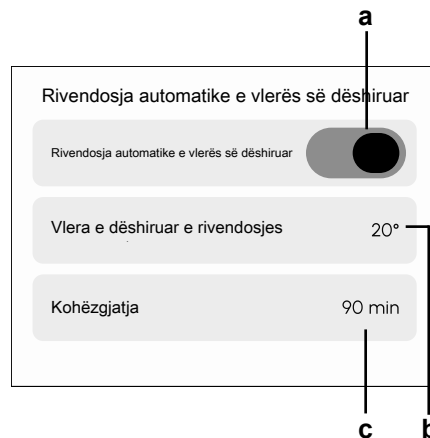 a
Rivendosja automatike e vlerës së dëshiruar
Rivendosja automatike e vlerës së dëshiruar
Vlera e dëshiruar e rivendosjes
20°
Kohëzgjatja
90 min
c
b